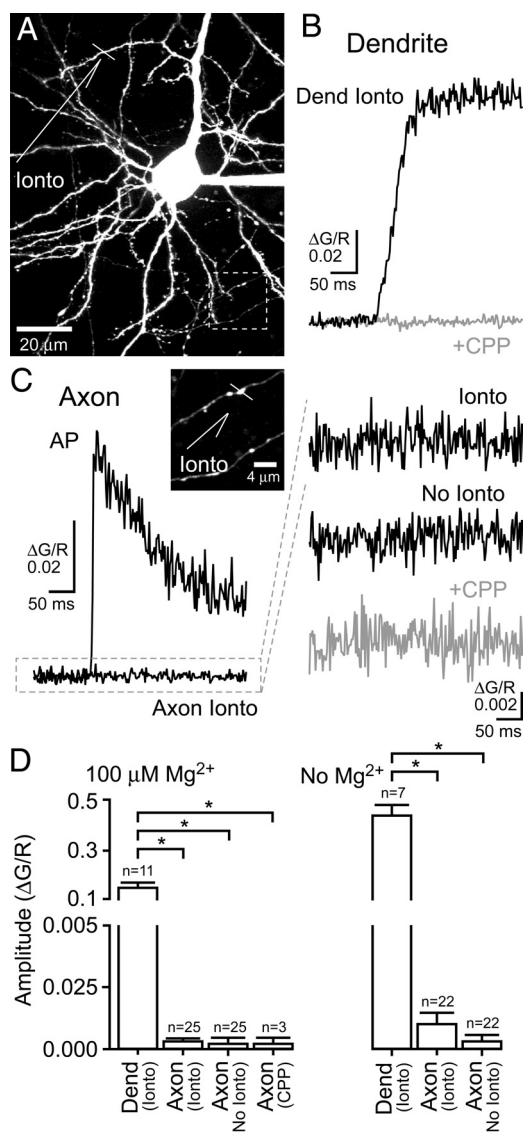 A
Ionto
20 μm
B
Dendrite
Dend Ionto
ΔG/R
0.02
50 ms
+CPP
C
Axon
AP
Ionto
4 μm
ΔG/R
0.02
50 ms
Axon Ionto
Ionto
No Ionto
+CPP
ΔG/R
0.002
50 ms
D
100 μM Mg2+
Amplitude (ΔG/R)
0.5
0.3
0.1
0.005
0.0025
0.000
*
*
*
n=11
n=25
n=25
n=3
Dend
(Ionto)
Axon
(Ionto)
Axon
No Ionto)
Axon
(CPP)
No Mg2+
*
*
n=7
n=22
n=22
Dend
(Ionto)
Axon
(Ionto)
Axon
No Ionto)